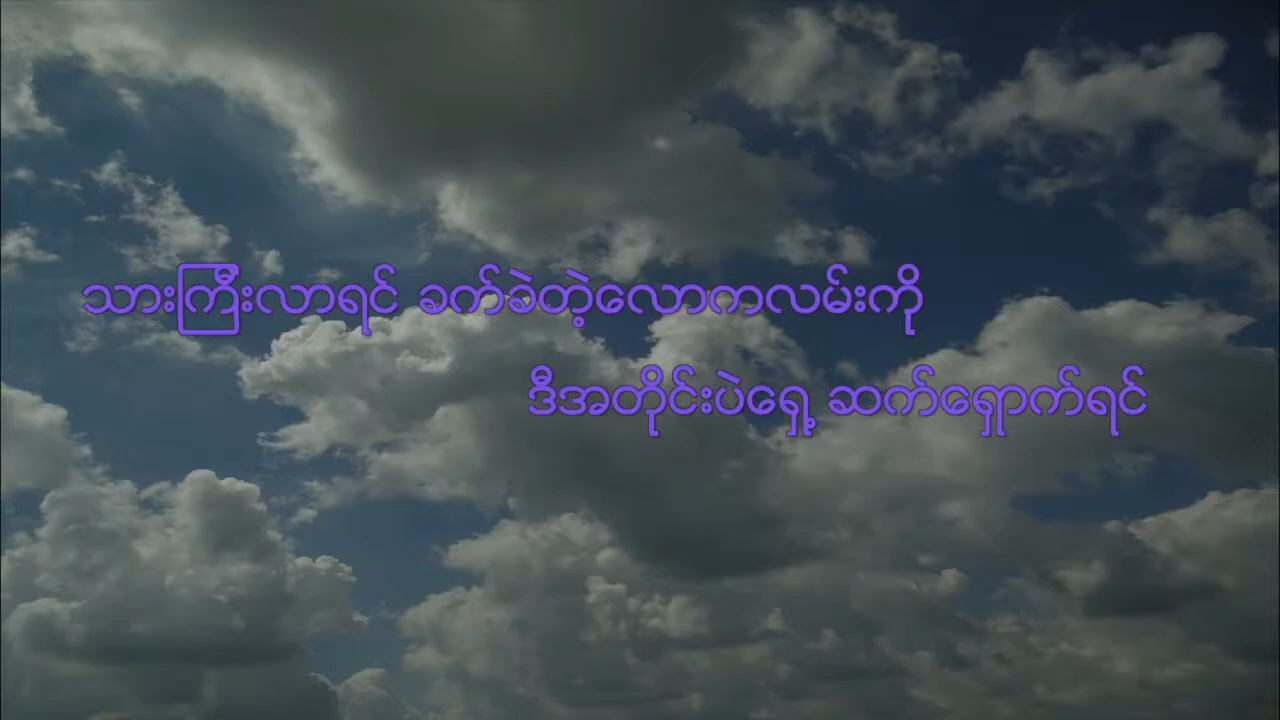 သားကြီးလာရင် ခက်ခဲတဲ့လောကလမ်းကို
ဒီအတိုင်းပဲရှေ့ ဆက်ရှောက်ရင်